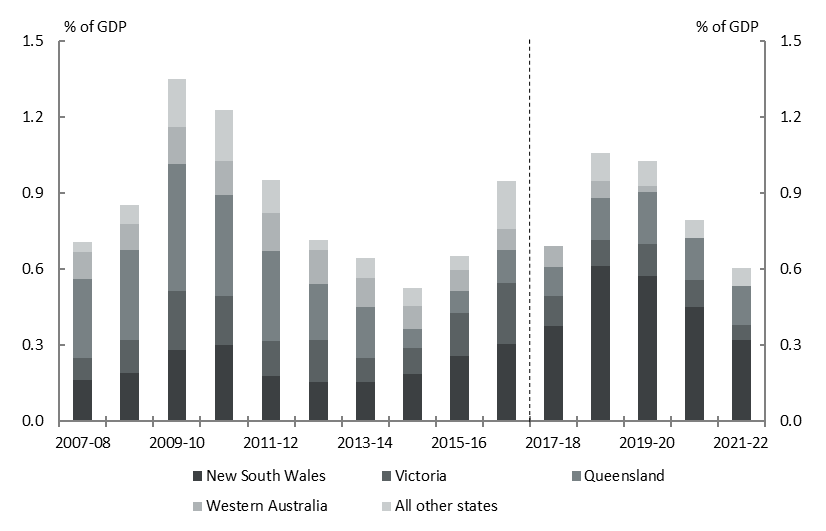 % of GDP % of GDP
1.5 1.5
1.2 1.2
0.9 0.9
0.6 0.6
0.3 0.3
0.0 0.0
2007-08 2009-10 2011-12 2013-14 2015-16 2017-18 2019-20 2021-22
New South Wales Victoria Queensland
Western Australia All other states